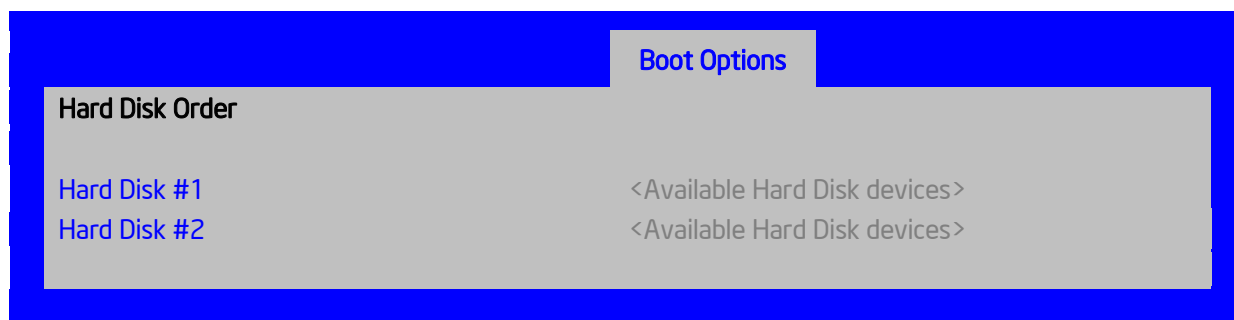 Boot Options
Hard Disk Order
Hard Disk #1 <Available Hard Disk devices>
Hard Disk #2 <Available Hard Disk devices>